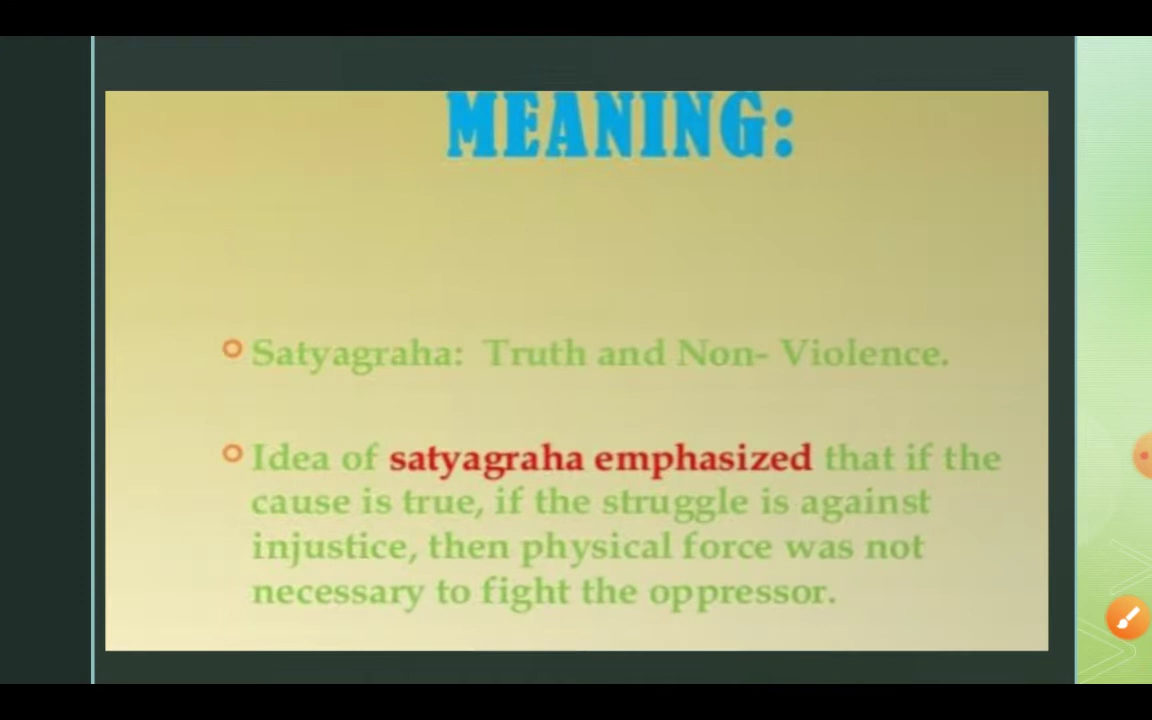 MEANING:
Satyagraha: Truth and Non- Violence.
Idea of satyagraha emphasized that if the
cause is true, if the struggle is against
injustice, then physical force was not
necessary to fight the oppressor.